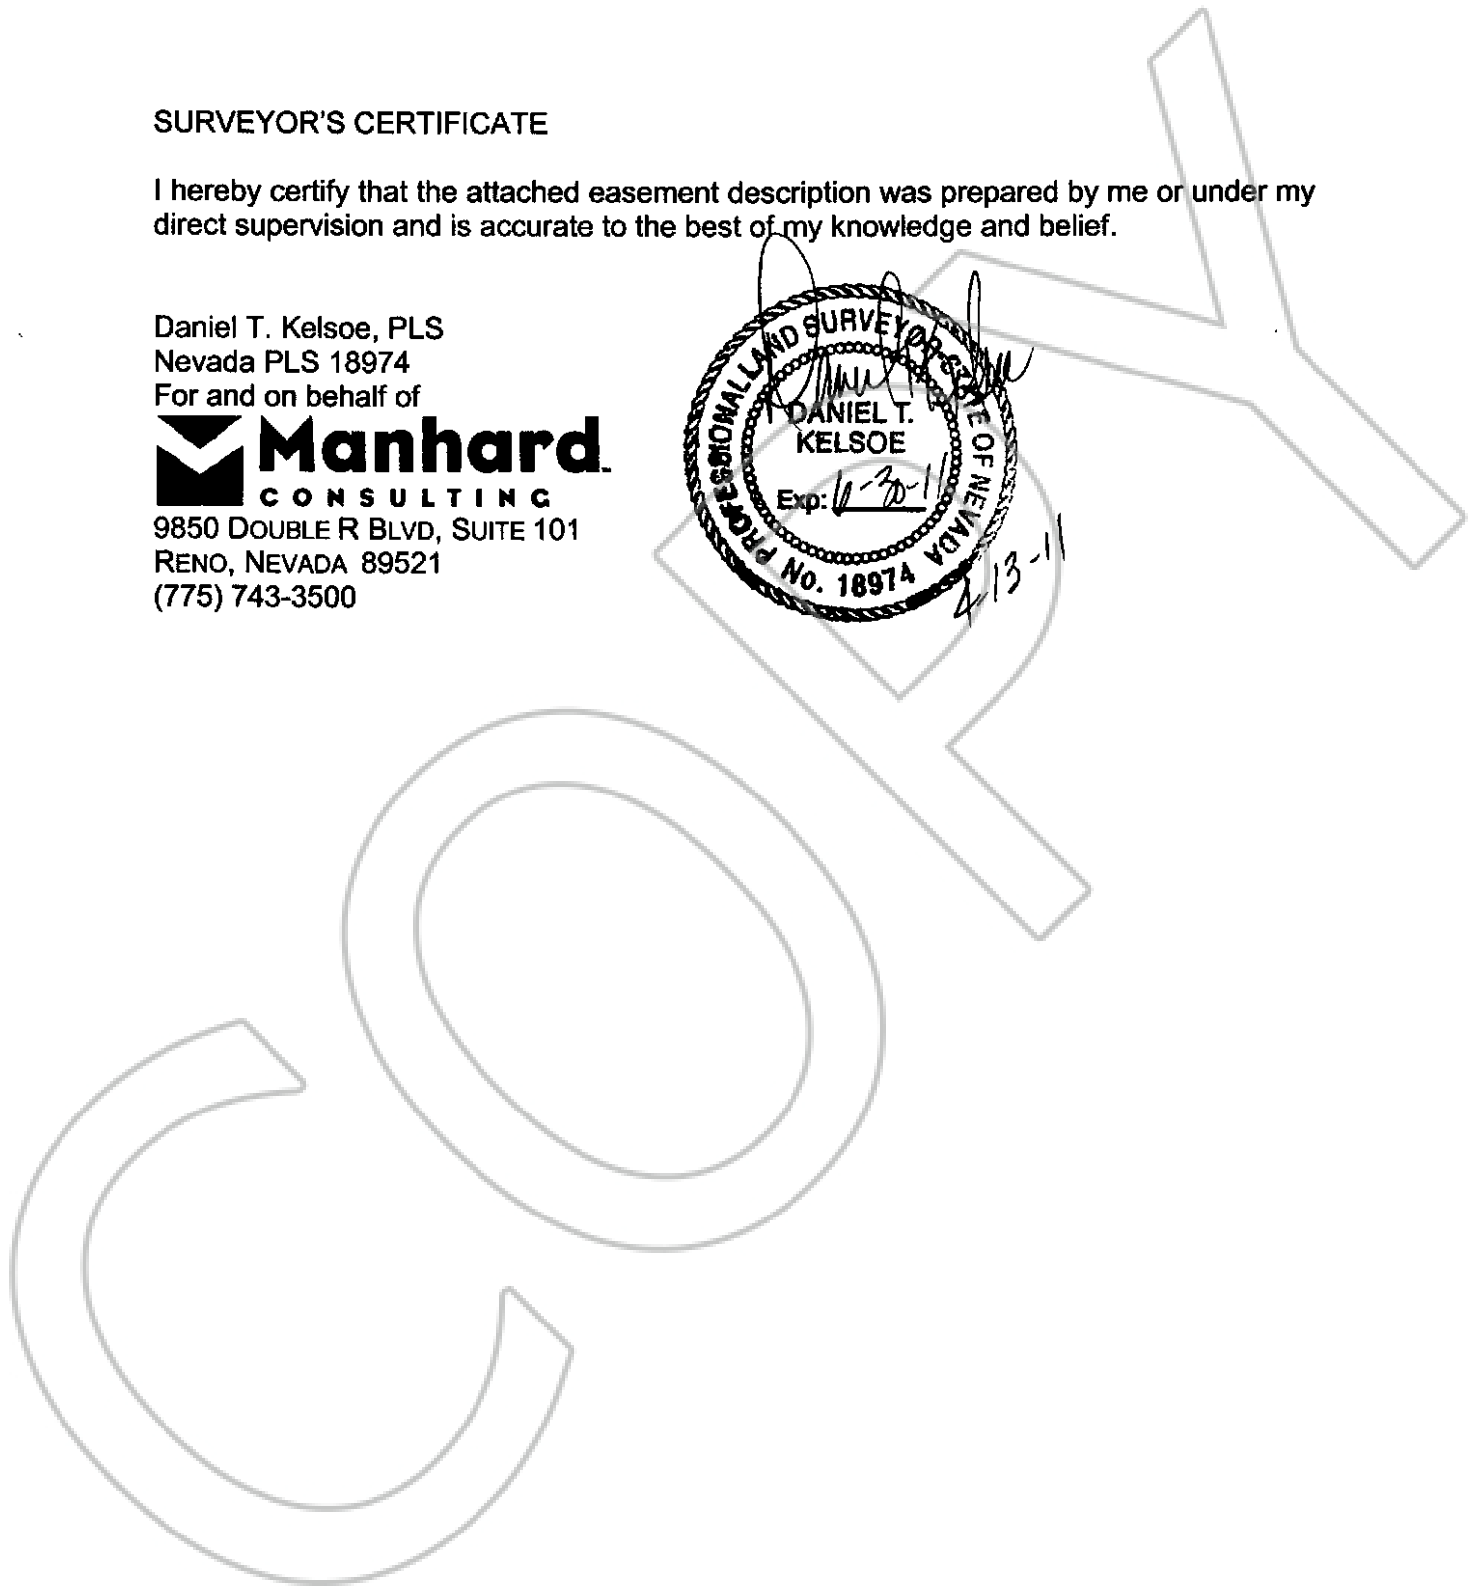 SURVEYOR'S CERTIFICATE
I hereby certify that the attached easement description was prepared by me or under my
direct supervision and is accurate to the best of my knowledge and belief.
Daniel T. Kelsoe, PLS
Nevada PLS 18974
For and on behalf of
Manhard
CONSULTING
9850 DOUBLE R BLVD, SUITE 101
RENO, NEVADA 89521
(775) 743-3500
PROFESSIONAL LAND SURVEYOR-STATE OF NEVADA
DANIEL T.
KELSOE
Exp: 6-30-11
No. 18974
4-13-11
COPY